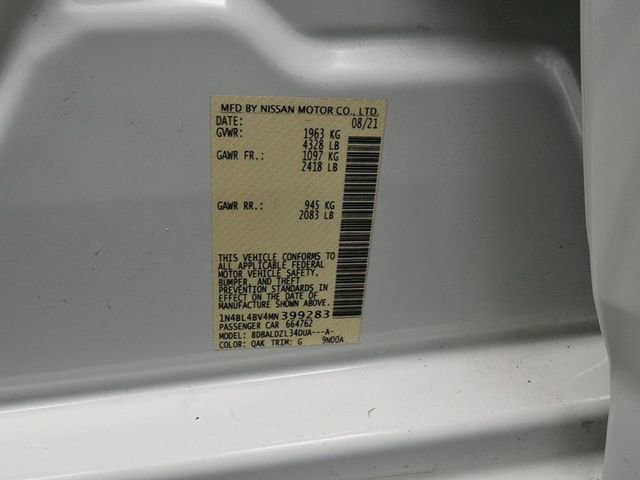 MFD BY NISSAN MOTOR CO., LTD.
DATE: 08/21
GVWR: 1963 KG
4328 LB
GAWR FR.: 1097 KG
2418 LB
GAWR RR.: 945 KG
2083 LB
THIS VEHICLE CONFORMS TO
ALL APPLICABLE FEDERAL
MOTOR VEHICLE SAFETY,
BUMPER, AND THEFT
PREVENTION STANDARDS IN
EFFECT ON THE DATE OF
MANUFACTURE SHOWN ABOVE.
1N4BL4BV4MN399283
PASSENGER CAR 664762
MODEL: BDBALDZL34DUA---A-
COLOR: QAK TRIM: G 9N00A